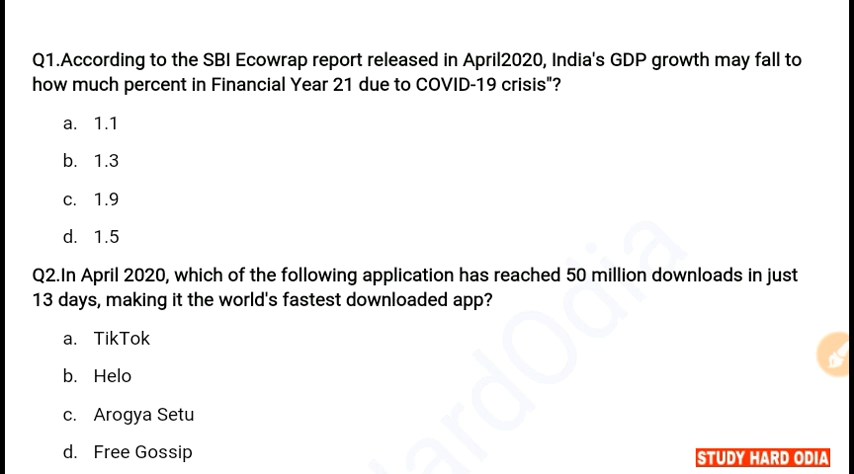 Q1.According to the SBI Ecowrap report released in April2020, India's GDP growth may fall to
how much percent in Financial Year 21 due to COVID-19 crisis"?
a. 1.1
b. 1.3
c. 1.9
d. 1.5
Q2.In April 2020, which of the following application has reached 50 million downloads in just
13 days, making it the world's fastest downloaded app?
a. TikTok
b. Helo
c. Arogya Setu
d. Free Gossip
STUDY HARD ODIA
ardOdia